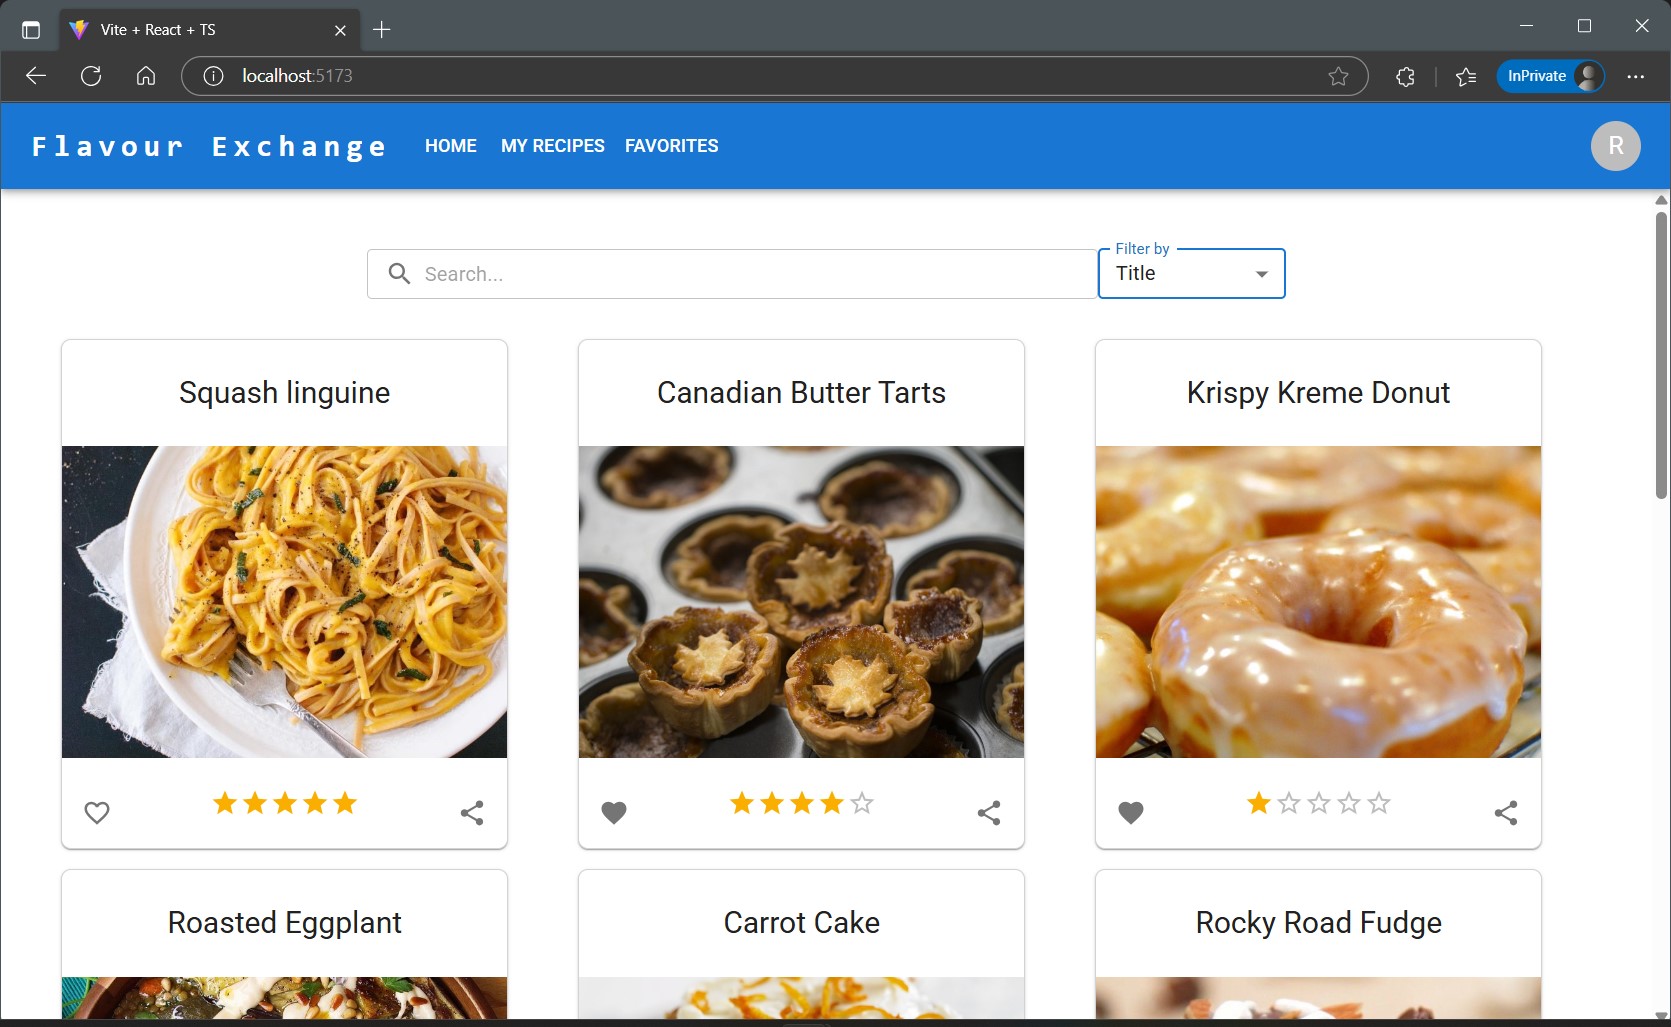 Vite + React + TS
localhost:5173
InPrivate
Flavour Exchange HOME MY RECIPES FAVORITES R
Filter by
Search... Title
Squash linguine Canadian Butter Tarts Krispy Kreme Donut
Roasted Eggplant Carrot Cake Rocky Road Fudge